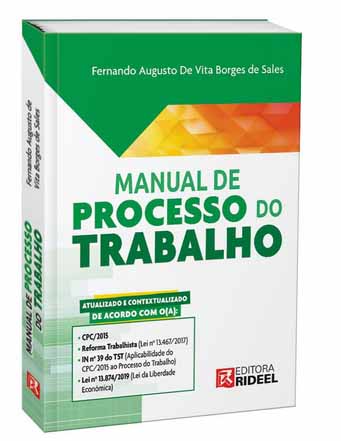 Fernando Augusto De Vita Borges de Sales
MANUAL DE
PROCESSO DO
TRABALHO
ATUALIZADO E CONTEXTUALIZADO
DE ACORDO COM O(A):
• CPC/2015
• Reforma Trabalhista (Lei nº 13.467/2017)
• IN nº 39 do TST (Aplicabilidade do
CPC/2015 ao Processo do Trabalho)
• Lei nº 13.874/2019 (Lei da Liberdade
Econômica)
EDITORA
RIDEEL
Fernando Augusto de
Vita Borges de Sales
MANUAL DE PROCESSO
DO TRABALHO